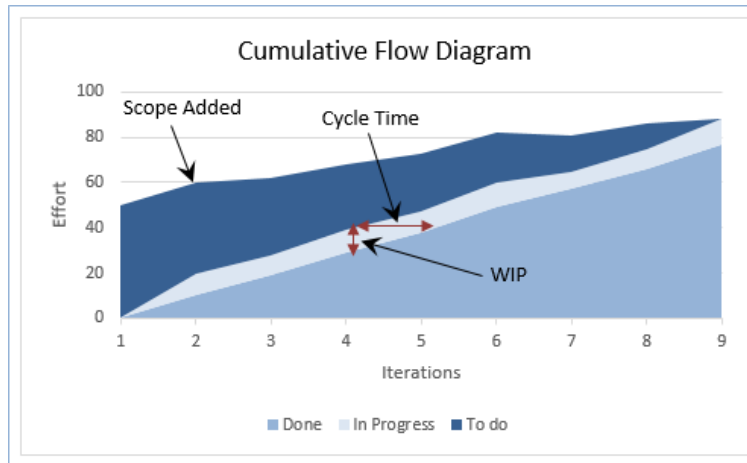 Cumulative Flow Diagram
100
80
60
40
20
0
Effort
Scope Added
Cycle Time
WIP
1 2 3 4 5 6 7 8 9
Iterations
Done In Progress To do